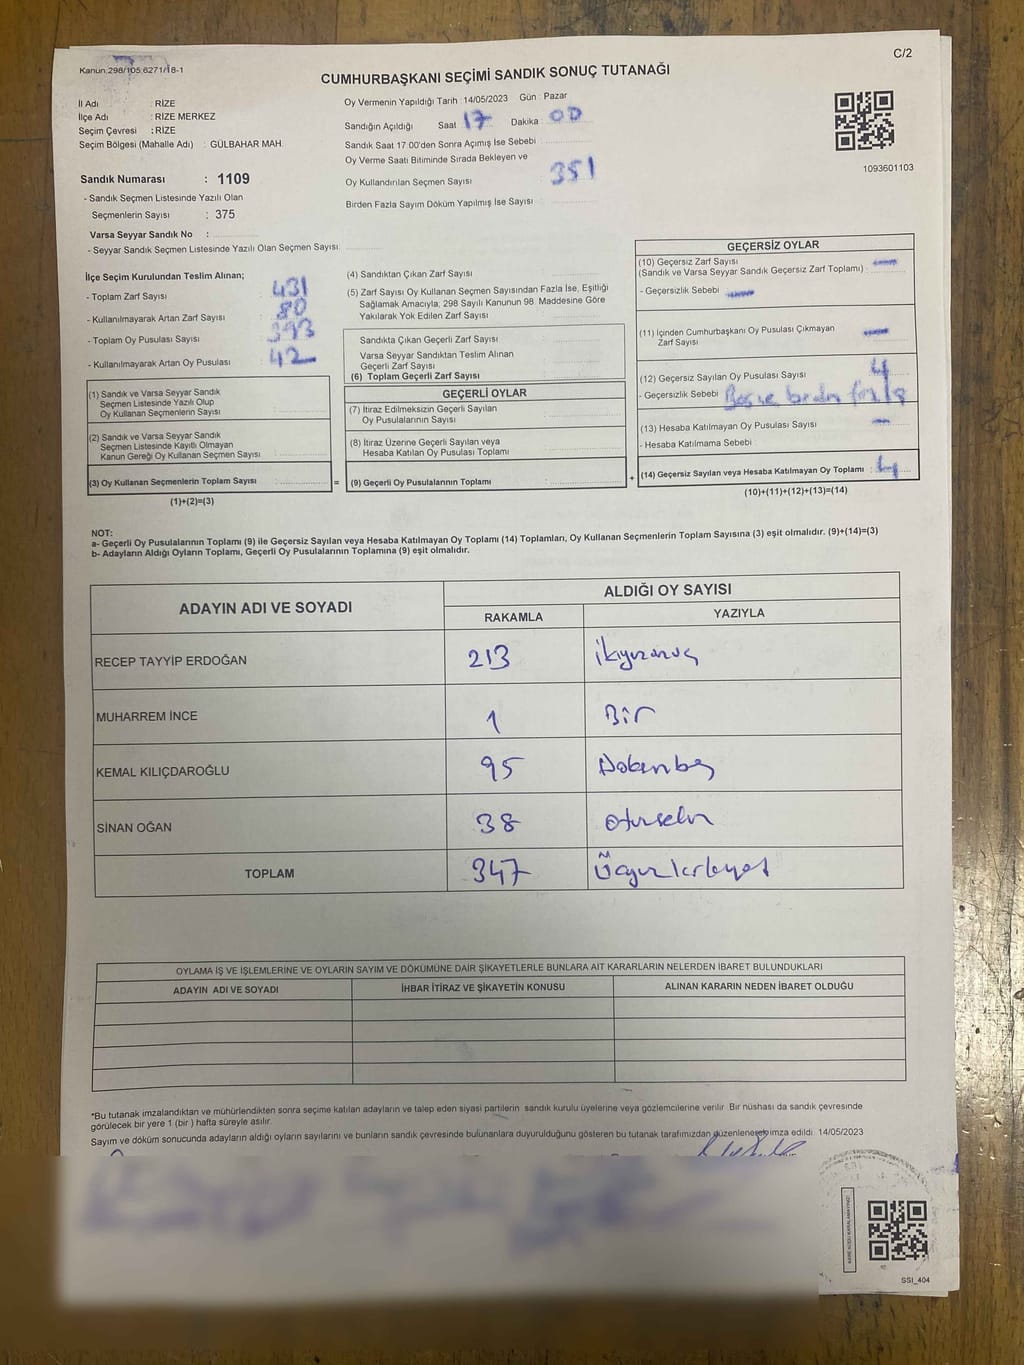 Kanun:298/105,6271/18-1
C/2
CUMHURBAŞKANI SEÇİMİ SANDIK SONUÇ TUTANAĞI
İl Adı : RİZE
İlçe Adı : RİZE MERKEZ
Seçim Çevresi : RİZE
Seçim Bölgesi (Mahalle Adı) : GÜLBAHAR MAH.
Sandık Numarası : 1109
- Sandık Seçmen Listesinde Yazılı Olan
Seçmenlerin Sayısı : 375
Varsa Seyyar Sandık No :
- Seyyar Sandık Seçmen Listesinde Yazılı Olan Seçmen Sayısı
Oy Vermenin Yapıldığı Tarih :14/05/2023 Gün : Pazar
Sandığın Açıldığı Saat 17 Dakika : 00
Sandık Saat 17.00'den Sonra Açımış İse Sebebi
Oy Verme Saati Bitiminde Sırada Bekleyen ve
Oy Kullandırılan Seçmen Sayısı 351
Birden Fazla Sayım Döküm Yapılmış İse Sayısı
1093601103
İlçe Seçim Kurulundan Teslim Alınan;
- Toplam Zarf Sayısı 431
- Kullanılmayarak Artan Zarf Sayısı 80
- Toplam Oy Pusulası Sayısı 393
- Kullanılmayarak Artan Oy Pusulası 42
(1) Sandık ve Varsa Seyyar Sandık
Seçmen Listesinde Yazılı Olup
Oy Kullanan Seçmenlerin Sayısı
(2) Sandık ve Varsa Seyyar Sandık
Seçmen Listesinde Kayıtlı Olmayan
Kanun Gereği Oy Kullanan Seçmen Sayısı
(3) Oy Kullanan Seçmenlerin Toplam Sayısı
(1)+(2)=(3)
=
(4) Sandıktan Çıkan Zarf Sayısı
(5) Zarf Sayısı Oy Kullanan Seçmen Sayısından Fazla İse, Eşitliği
Sağlamak Amacıyla, 298 Sayılı Kanunun 98. Maddesine Göre
Yakılarak Yok Edilen Zarf Sayısı
Sandıkta Çıkan Geçerli Zarf Sayısı
Varsa Seyyar Sandıktan Teslim Alınan
Geçerli Zarf Sayısı
(6) Toplam Geçerli Zarf Sayısı
GEÇERLİ OYLAR
(7) İtiraz Edilmeksizin Geçerli Sayılan
Oy Pusulalarının Sayısı
(8) İtiraz Üzerine Geçerli Sayılan veya
Hesaba Katılan Oy Pusulası Toplamı
(9) Geçerli Oy Pusulalarının Toplamı
+
GEÇERSİZ OYLAR
(10) Geçersiz Zarf Sayısı
(Sandık ve Varsa Seyyar Sandık Geçersiz Zarf Toplamı)
- Geçersizlik Sebebi
(11) İçinden Cumhurbaşkanı Oy Pusulası Çıkmayan
Zarf Sayısı
(12) Geçersiz Sayılan Oy Pusulası Sayısı 4
- Geçersizlik Sebebi Boş ve birden fazla
(13) Hesaba Katılmayan Oy Pusulası Sayısı
- Hesaba Katılmama Sebebi
(14) Geçersiz Sayılan veya Hesaba Katılmayan Oy Toplamı : 4
(10)+(11)+(12)+(13)=(14)
NOT:
a- Geçerli Oy Pusulalarının Toplamı (9) ile Geçersiz Sayılan veya Hesaba Katılmayan Oy Toplamı (14) Toplamları, Oy Kullanan Seçmenlerin Toplam Sayısına (3) eşit olmalıdır. (9)+(14)=(3)
b- Adayların Aldığı Oyların Toplamı, Geçerli Oy Pusulalarının Toplamına (9) eşit olmalıdır.
ADAYIN ADI VE SOYADI
ALDIĞI OY SAYISI
RAKAMLA YAZIYLA
RECEP TAYYİP ERDOĞAN 213 ikiyüzonüç
MUHARREM İNCE 1 Bir
KEMAL KILIÇDAROĞLU 95 Doksanbeş
SİNAN OĞAN 38 otuzsekiz
TOPLAM 347 Üçyüzkırkyedi
OYLAMA İŞ VE İŞLEMLERİNE VE OYLARIN SAYIM VE DÖKÜMÜNE DAİR ŞİKAYETLERLE BUNLARA AİT KARARLARIN NELERDEN İBARET BULUNDUKLARI
ADAYIN ADI VE SOYADI İHBAR İTİRAZ VE ŞİKAYETİN KONUSU ALINAN KARARIN NEDEN İBARET OLDUĞU
*Bu tutanak imzalandıktan ve mühürlendikten sonra seçime katılan adayların ve talep eden siyasi partilerin sandık kurulu üyelerine veya gözlemcilerine verilir. Bir nüshası da sandık çevresinde
görülecek bir yere 1 (bir) hafta süreyle asılır.
Sayım ve döküm sonucunda adayların aldığı oyların sayılarını ve bunların sandık çevresinde bulunanlara duyurulduğunu gösteren bu tutanak tarafımızdan düzenlenerek imza edildi. 14/05/2023
SSI_404